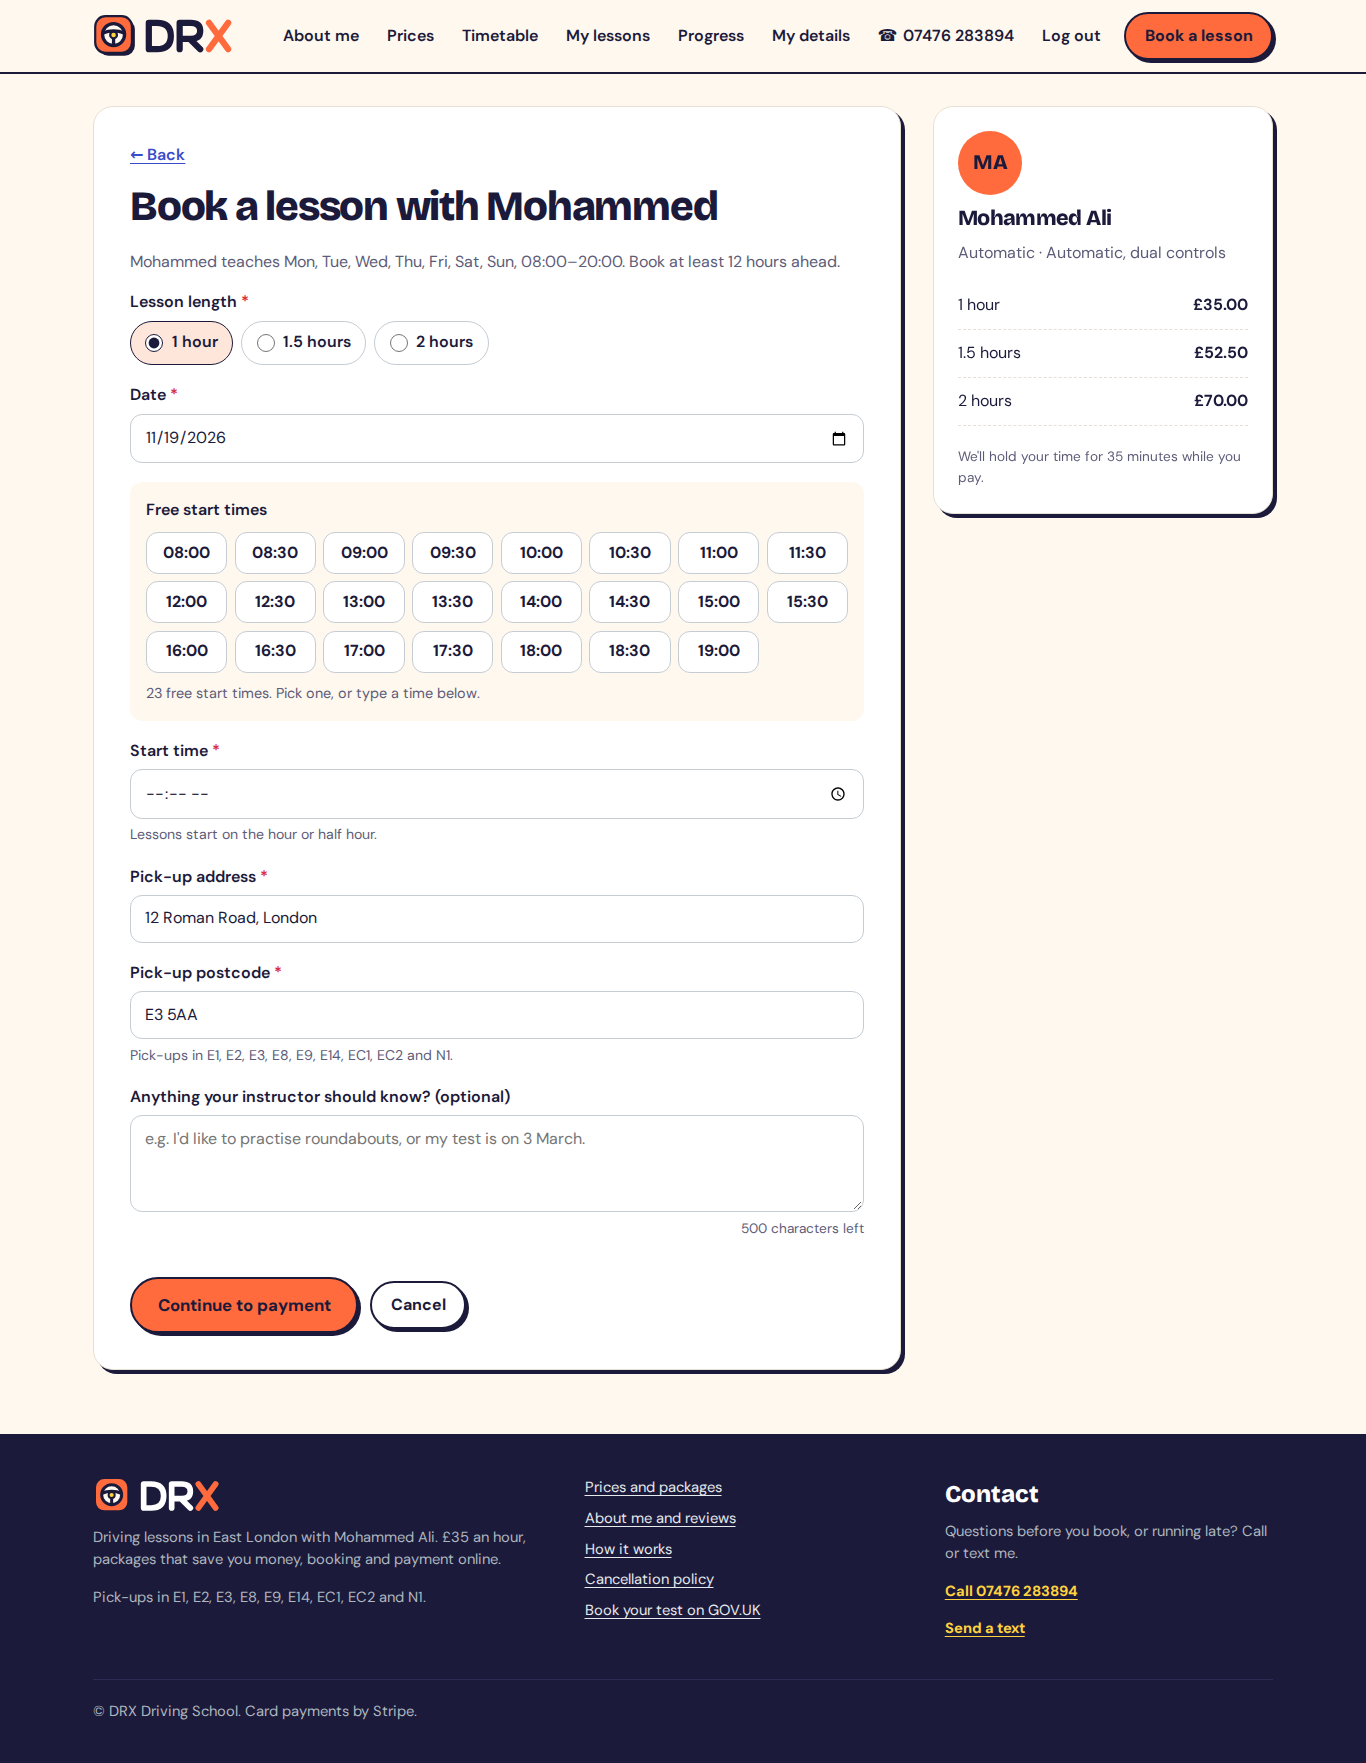 DRX
About me Prices Timetable My lessons Progress My details ☎ 07476 283894 Log out Book a lesson
← Back
Book a lesson with Mohammed
Mohammed teaches Mon, Tue, Wed, Thu, Fri, Sat, Sun, 08:00–20:00. Book at least 12 hours ahead.
Lesson length *
1 hour 1.5 hours 2 hours
Date *
11/19/2026
Free start times
08:00 08:30 09:00 09:30 10:00 10:30 11:00 11:30
12:00 12:30 13:00 13:30 14:00 14:30 15:00 15:30
16:00 16:30 17:00 17:30 18:00 18:30 19:00
23 free start times. Pick one, or type a time below.
Start time *
--:-- --
Lessons start on the hour or half hour.
Pick-up address *
12 Roman Road, London
Pick-up postcode *
E3 5AA
Pick-ups in E1, E2, E3, E8, E9, E14, EC1, EC2 and N1.
Anything your instructor should know? (optional)
e.g. I'd like to practise roundabouts, or my test is on 3 March.
500 characters left
Continue to payment Cancel
MA
Mohammed Ali
Automatic · Automatic, dual controls
1 hour £35.00
1.5 hours £52.50
2 hours £70.00
We'll hold your time for 35 minutes while you
pay.
DRX
Driving lessons in East London with Mohammed Ali. £35 an hour,
packages that save you money, booking and payment online.
Pick-ups in E1, E2, E3, E8, E9, E14, EC1, EC2 and N1.
Prices and packages
About me and reviews
How it works
Cancellation policy
Book your test on GOV.UK
Contact
Questions before you book, or running late? Call
or text me.
Call 07476 283894
Send a text
© DRX Driving School. Card payments by Stripe.